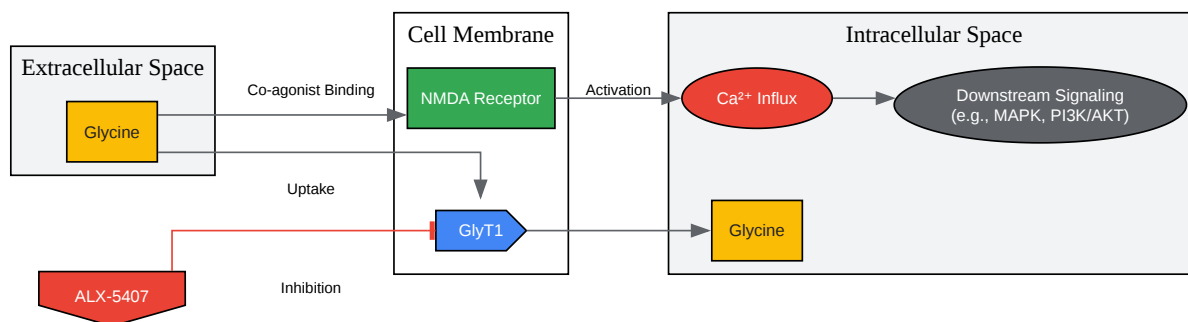 Extracellular Space
Glycine
Co-agonist Binding
Uptake
Inhibition
ALX-5407
Cell Membrane
NMDA Receptor
GlyT1
Activation
Intracellular Space
Ca²⁺ Influx
Downstream Signaling
(e.g., MAPK, PI3K/AKT)
Glycine